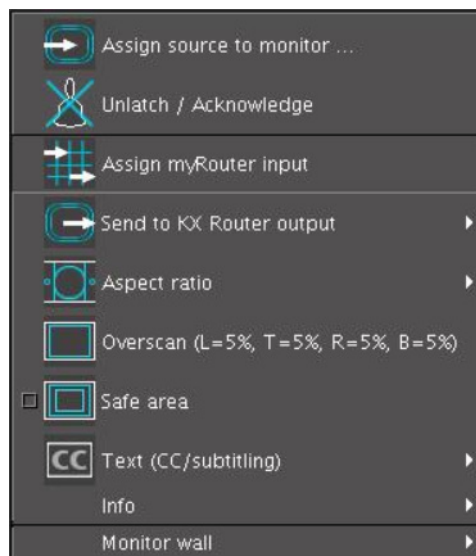 Assign source to monitor ...
Unlatch / Acknowledge
Assign myRouter input
Send to KX Router output
Aspect ratio
Overscan (L=5%, T=5%, R=5%, B=5%)
Safe area
CC Text (CC/subtitling)
Info
Monitor wall